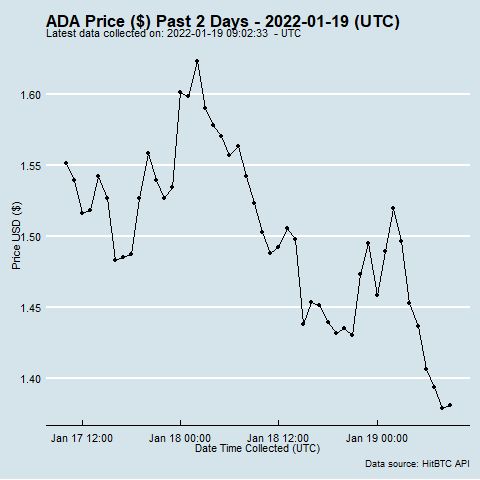 ADA Price ($) Past 2 Days - 2022-01-19 (UTC)
Latest data collected on: 2022-01-19 09:02:33  - UTC
1.60
1.55
1.50
1.45
1.40
Price USD ($)
Jan 17 12:00
Jan 18 00:00
Jan 18 12:00
Jan 19 00:00
Date Time Collected (UTC)
Data source: HitBTC API